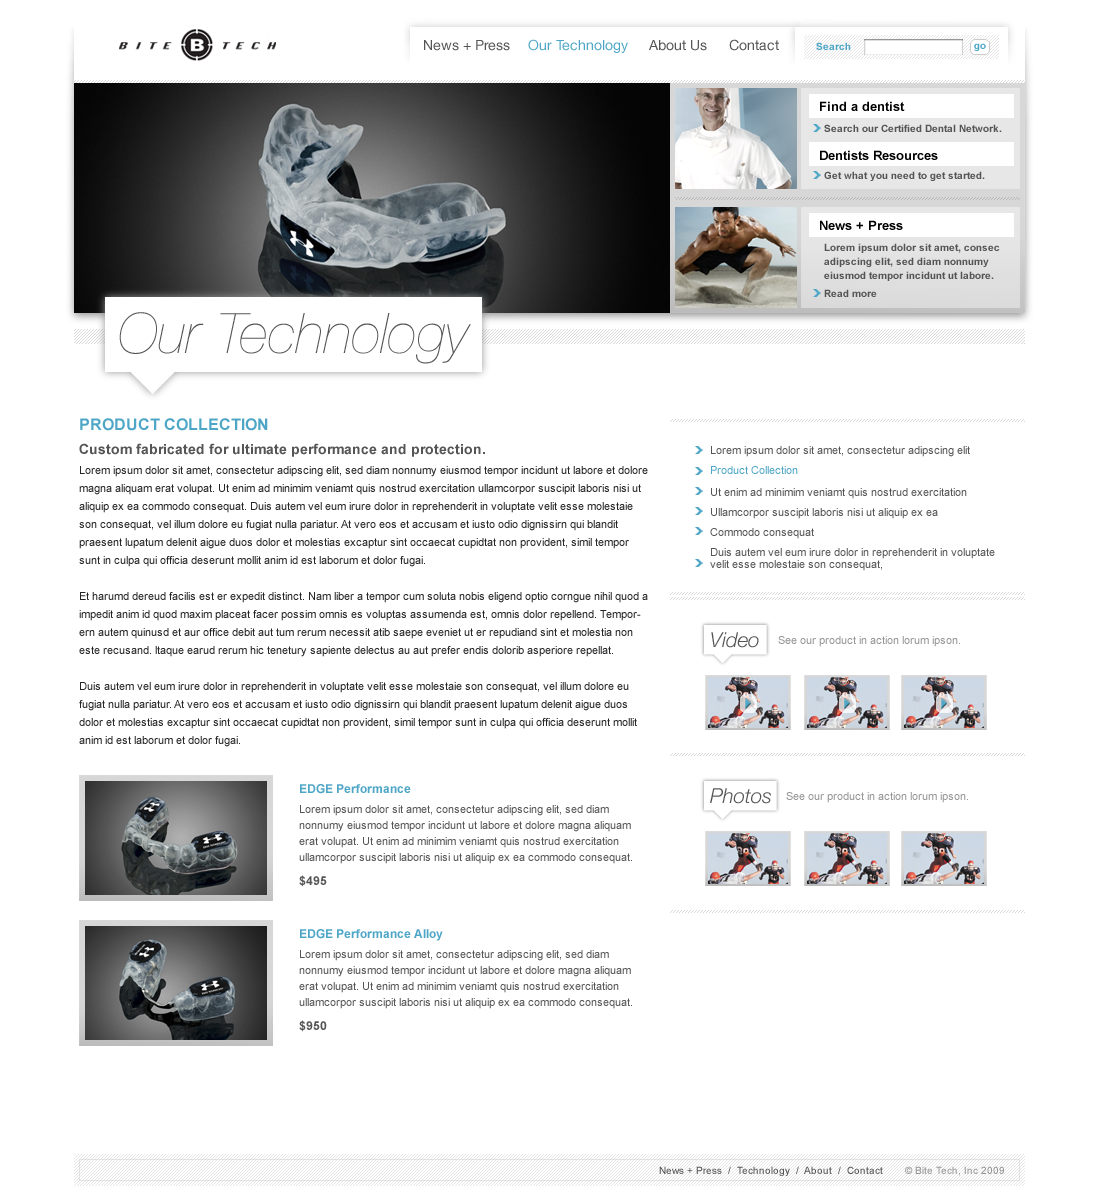 BITE B TECH
News + Press Our Technology About Us Contact
Search go
Find a dentist
Search our Certified Dental Network.
Dentists Resources
Get what you need to get started.
News + Press
Lorem ipsum dolor sit amet, consec
adipscing elit, sed diam nonnumy
eiusmod tempor incidunt ut labore.
Read more
Our Technology
PRODUCT COLLECTION
Custom fabricated for ultimate performance and protection.
Lorem ipsum dolor sit amet, consectetur adipscing elit, sed diam nonnumy eiusmod tempor incidunt ut labore et dolore
magna aliquam erat volupat. Ut enim ad minimim veniamt quis nostrud exercitation ullamcorpor suscipit laboris nisi ut
aliquip ex ea commodo consequat. Duis autem vel eum irure dolor in reprehenderit in voluptate velit esse molestaie
son consequat, vel illum dolore eu fugiat nulla pariatur. At vero eos et accusam et iusto odio dignissirn qui blandit
praesent lupatum delenit aigue duos dolor et molestias excaptur sint occaecat cupidtat non provident, simil tempor
sunt in culpa qui officia deserunt mollit anim id est laborum et dolor fugai.
Et harumd dereud facilis est er expedit distinct. Nam liber a tempor cum soluta nobis eligend optio corngue nihil quod a
impedit anim id quod maxim placeat facer possim omnis es voluptas assumenda est, omnis dolor repellend. Tempor-
ern autem quinusd et aur office debit aut tum rerum necessit atib saepe eveniet ut er repudiand sint et molestia non
este recusand. Itaque earud rerum hic tenetury sapiente delectus au aut prefer endis dolorib asperiore repellat.
Duis autem vel eum irure dolor in reprehenderit in voluptate velit esse molestaie son consequat, vel illum dolore eu
fugiat nulla pariatur. At vero eos et accusam et iusto odio dignissirn qui blandit praesent lupatum delenit aigue duos
dolor et molestias excaptur sint occaecat cupidtat non provident, simil tempor sunt in culpa qui officia deserunt mollit
anim id est laborum et dolor fugai.
EDGE Performance
Lorem ipsum dolor sit amet, consectetur adipscing elit, sed diam
nonnumy eiusmod tempor incidunt ut labore et dolore magna aliquam
erat volupat. Ut enim ad minimim veniamt quis nostrud exercitation
ullamcorpor suscipit laboris nisi ut aliquip ex ea commodo consequat.
$495
EDGE Performance Alloy
Lorem ipsum dolor sit amet, consectetur adipscing elit, sed diam
nonnumy eiusmod tempor incidunt ut labore et dolore magna aliquam
erat volupat. Ut enim ad minimim veniamt quis nostrud exercitation
ullamcorpor suscipit laboris nisi ut aliquip ex ea commodo consequat.
$950
Lorem ipsum dolor sit amet, consectetur adipscing elit
Product Collection
Ut enim ad minimim veniamt quis nostrud exercitation
Ullamcorpor suscipit laboris nisi ut aliquip ex ea
Commodo consequat
Duis autem vel eum irure dolor in reprehenderit in voluptate
velit esse molestaie son consequat,
Video See our product in action lorum ipson.
Photos See our product in action lorum ipson.
News + Press / Technology / About / Contact © Bite Tech, Inc 2009